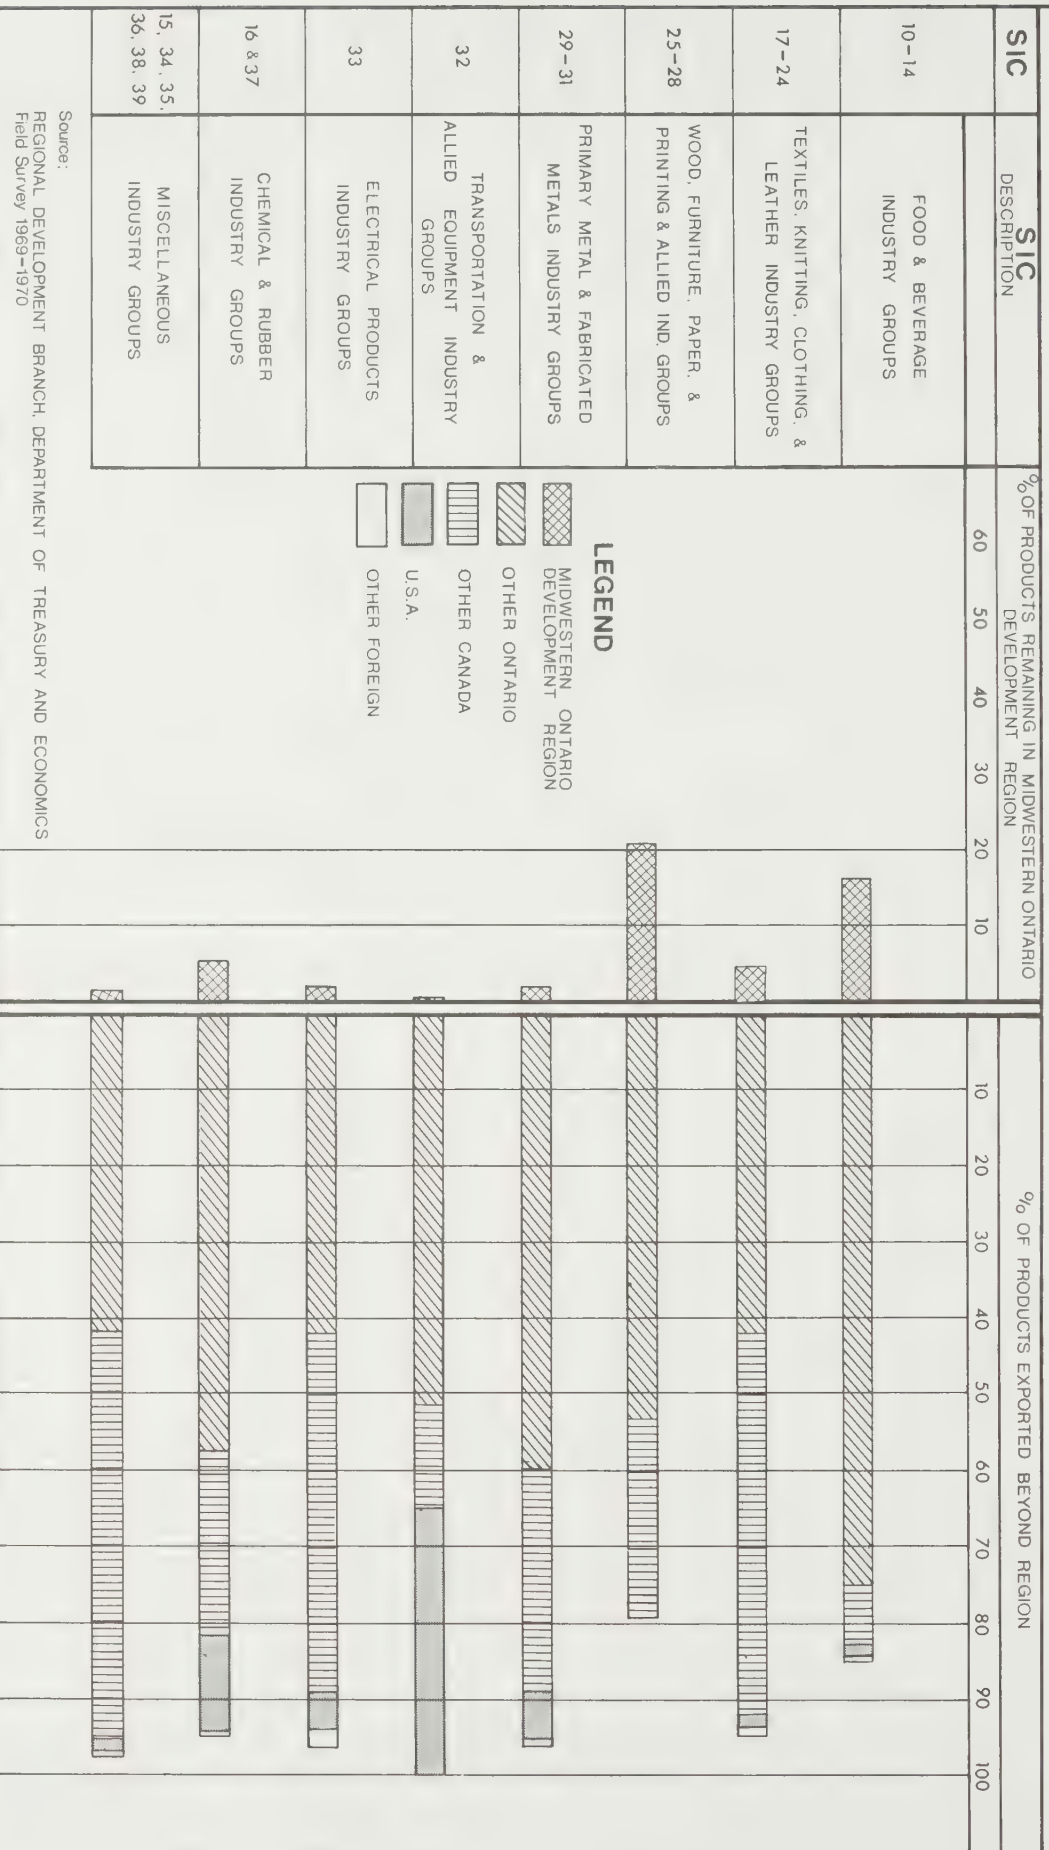 SIC
SIC
DESCRIPTION
% OF PRODUCTS REMAINING IN MIDWESTERN ONTARIO
DEVELOPMENT REGION
% OF PRODUCTS EXPORTED BEYOND REGION
60 50 40 30 20 10
10 20 30 40 50 60 70 80 90 100
10-14
FOOD & BEVERAGE
INDUSTRY GROUPS
17-24
TEXTILES, KNITTING, CLOTHING, &
LEATHER INDUSTRY GROUPS
25-28
WOOD, FURNITURE, PAPER, &
PRINTING & ALLIED IND. GROUPS
29-31
PRIMARY METAL & FABRICATED
METALS INDUSTRY GROUPS
32
TRANSPORTATION &
ALLIED EQUIPMENT INDUSTRY
GROUPS
33
ELECTRICAL PRODUCTS
INDUSTRY GROUPS
16 & 37
CHEMICAL & RUBBER
INDUSTRY GROUPS
15, 34, 35,
36, 38, 39
MISCELLANEOUS
INDUSTRY GROUPS
LEGEND
MIDWESTERN ONTARIO
DEVELOPMENT REGION
OTHER ONTARIO
OTHER CANADA
U.S.A.
OTHER FOREIGN
Source:
REGIONAL DEVELOPMENT BRANCH, DEPARTMENT OF TREASURY AND ECONOMICS
Field Survey 1969-1970